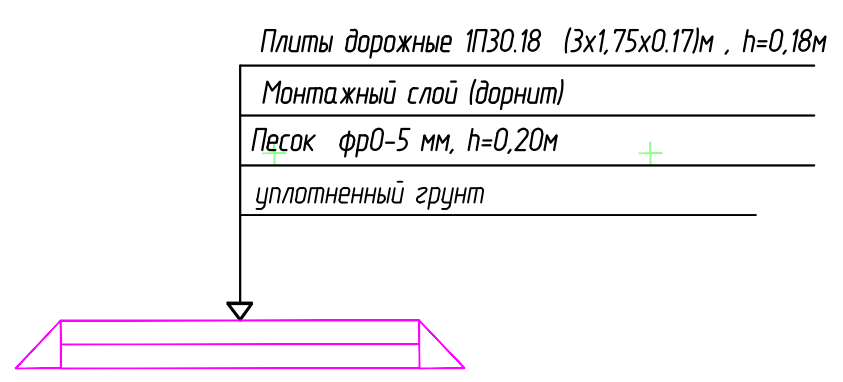 Плиты дорожные 1П30.18 (3х1,75х0.17)м , h=0,18м
Монтажный слой (дорнит)
Песок фр0-5 мм, h=0,20м
уплотненный грунт